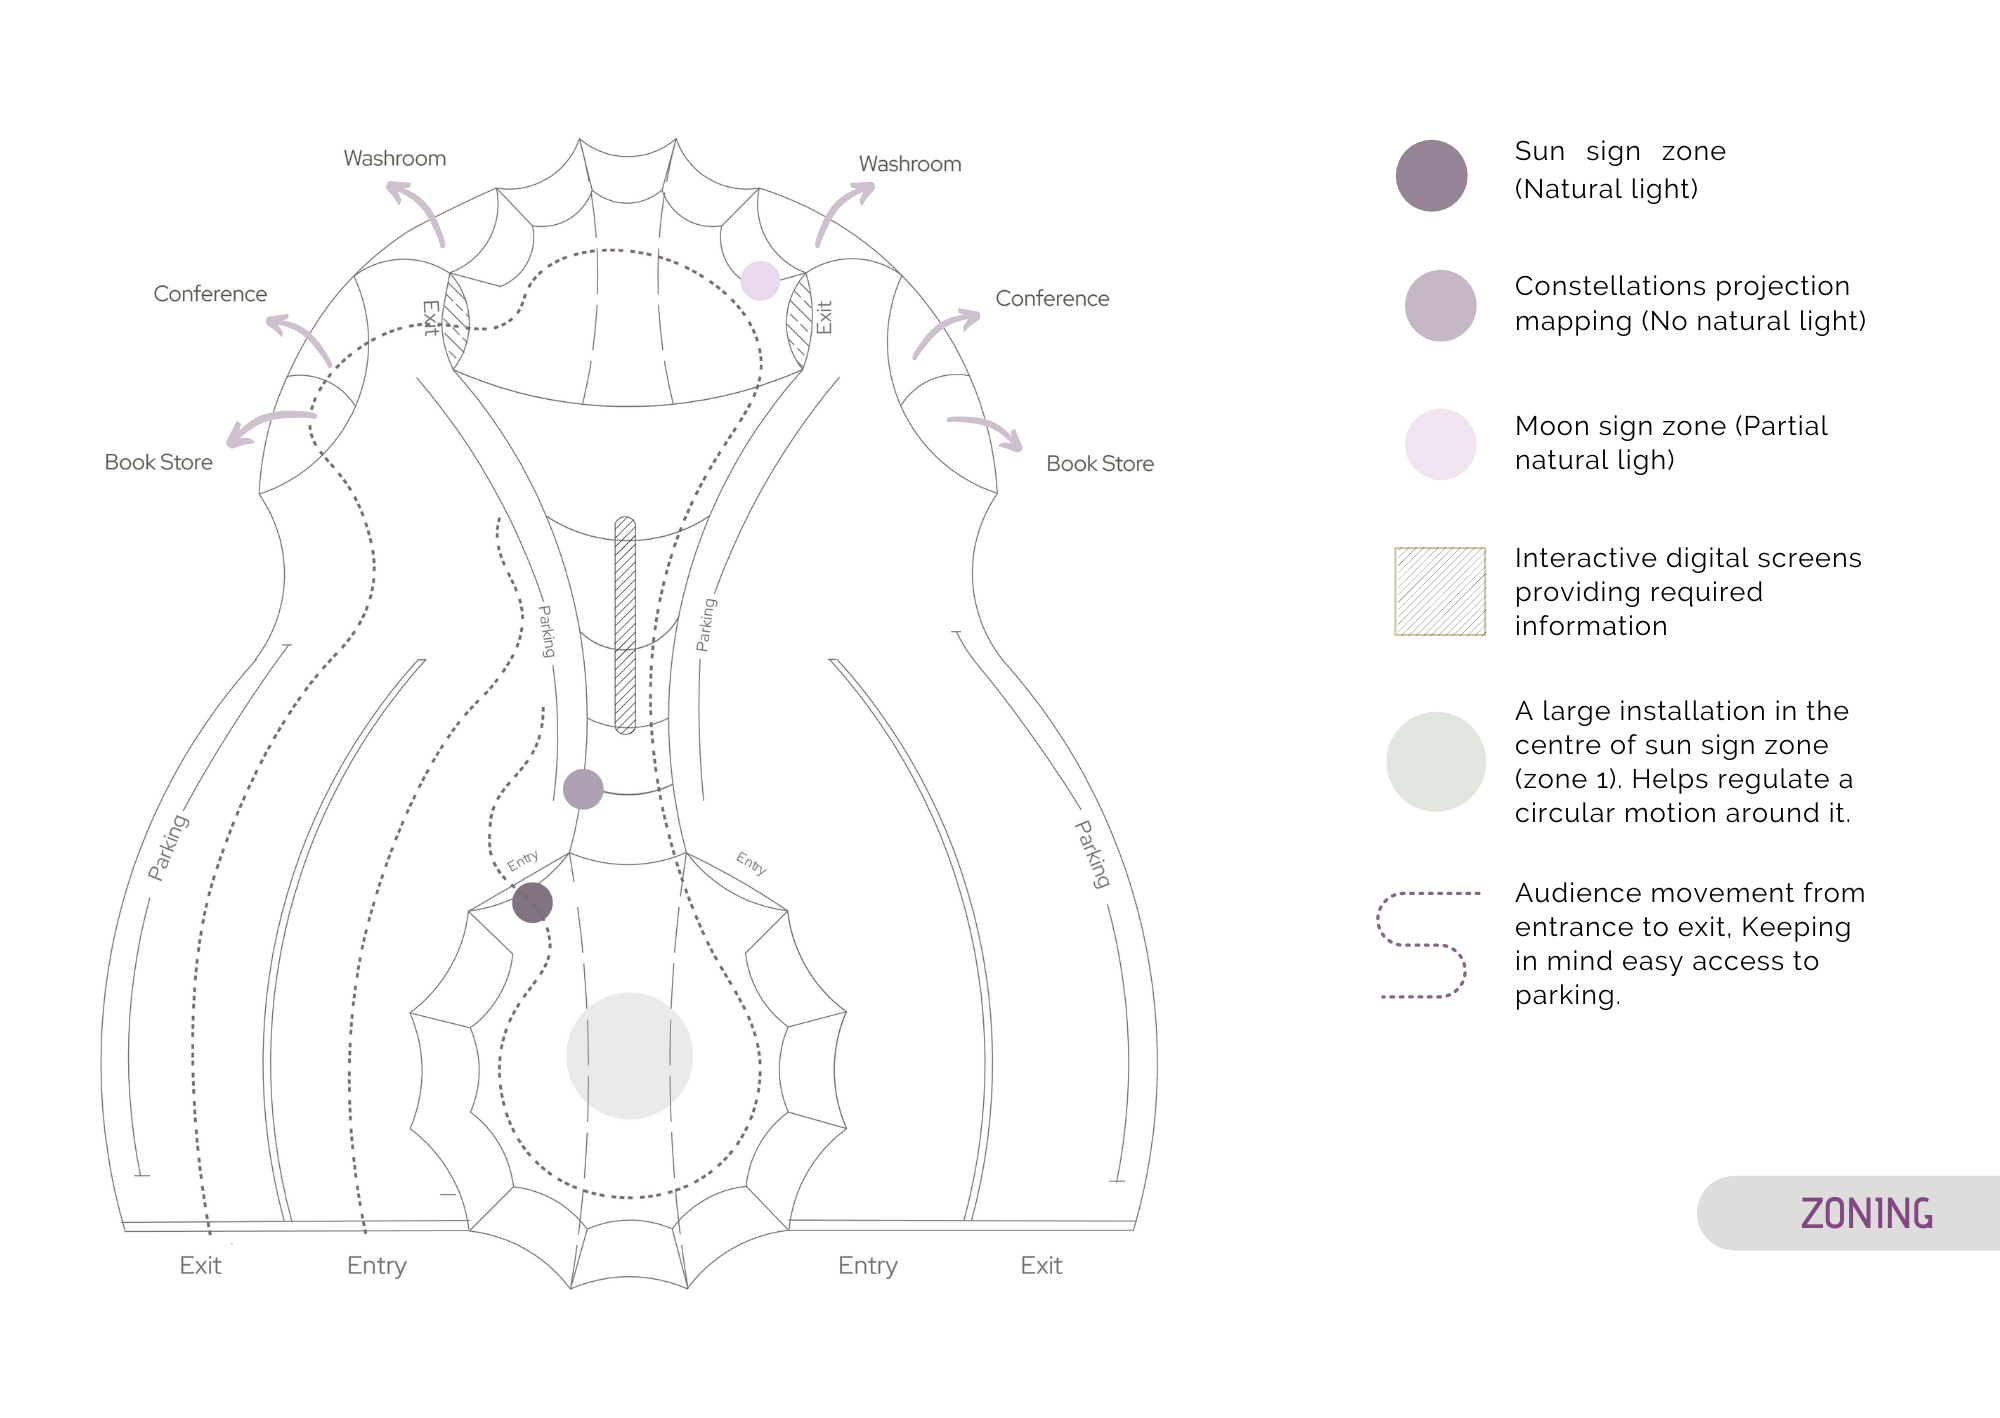 Washroom
Washroom
Conference
Conference
Exit
Exit
Book Store
Book Store
Parking
Parking
Parking
Parking
Entry
Entry
Exit
Entry
Entry
Exit
Sun sign zone
(Natural light)
Constellations projection
mapping (No natural light)
Moon sign zone (Partial
natural ligh)
Interactive digital screens
providing required
information
A large installation in the
centre of sun sign zone
(zone 1). Helps regulate a
circular motion around it.
Audience movement from
entrance to exit, Keeping
in mind easy access to
parking.
ZONING